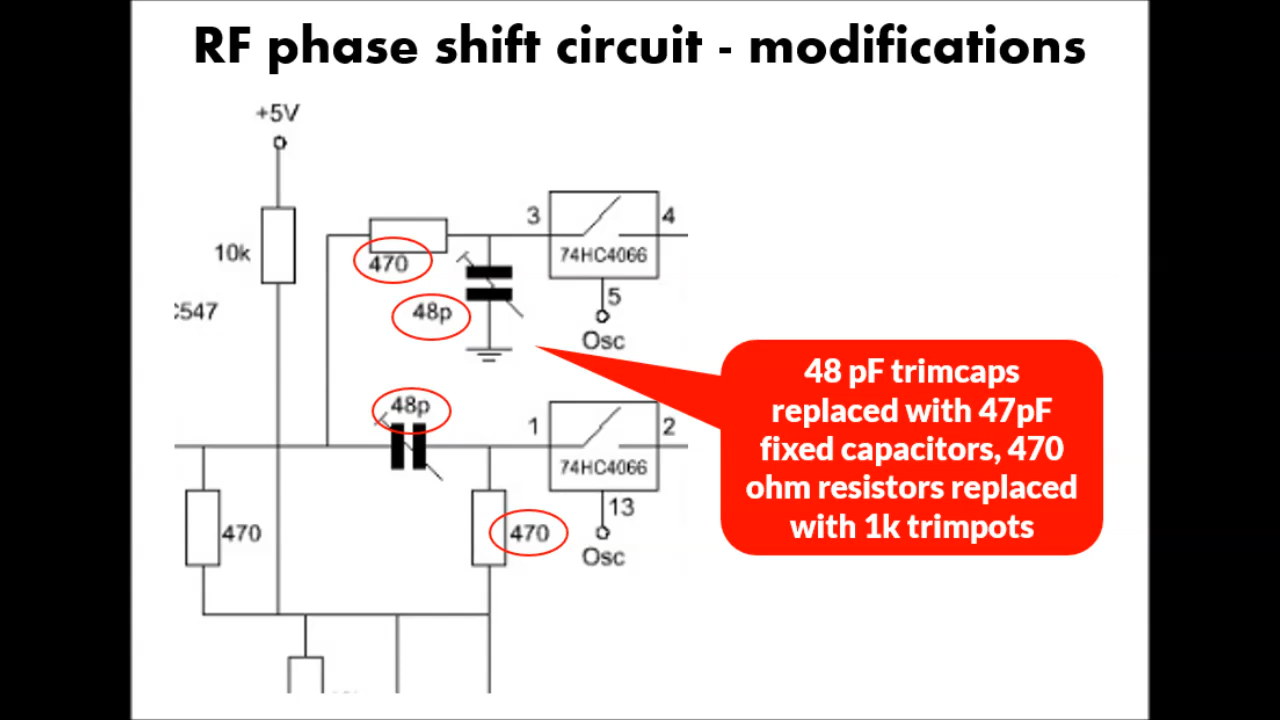 RF phase shift circuit - modifications
+5V
3
4
10k
470
74HC4066
48p
5
C547
Osc
48p
1
2
74HC4066
13
470
470
Osc
48 pF trimcaps
replaced with 47pF
fixed capacitors, 470
ohm resistors replaced
with 1k trimpots